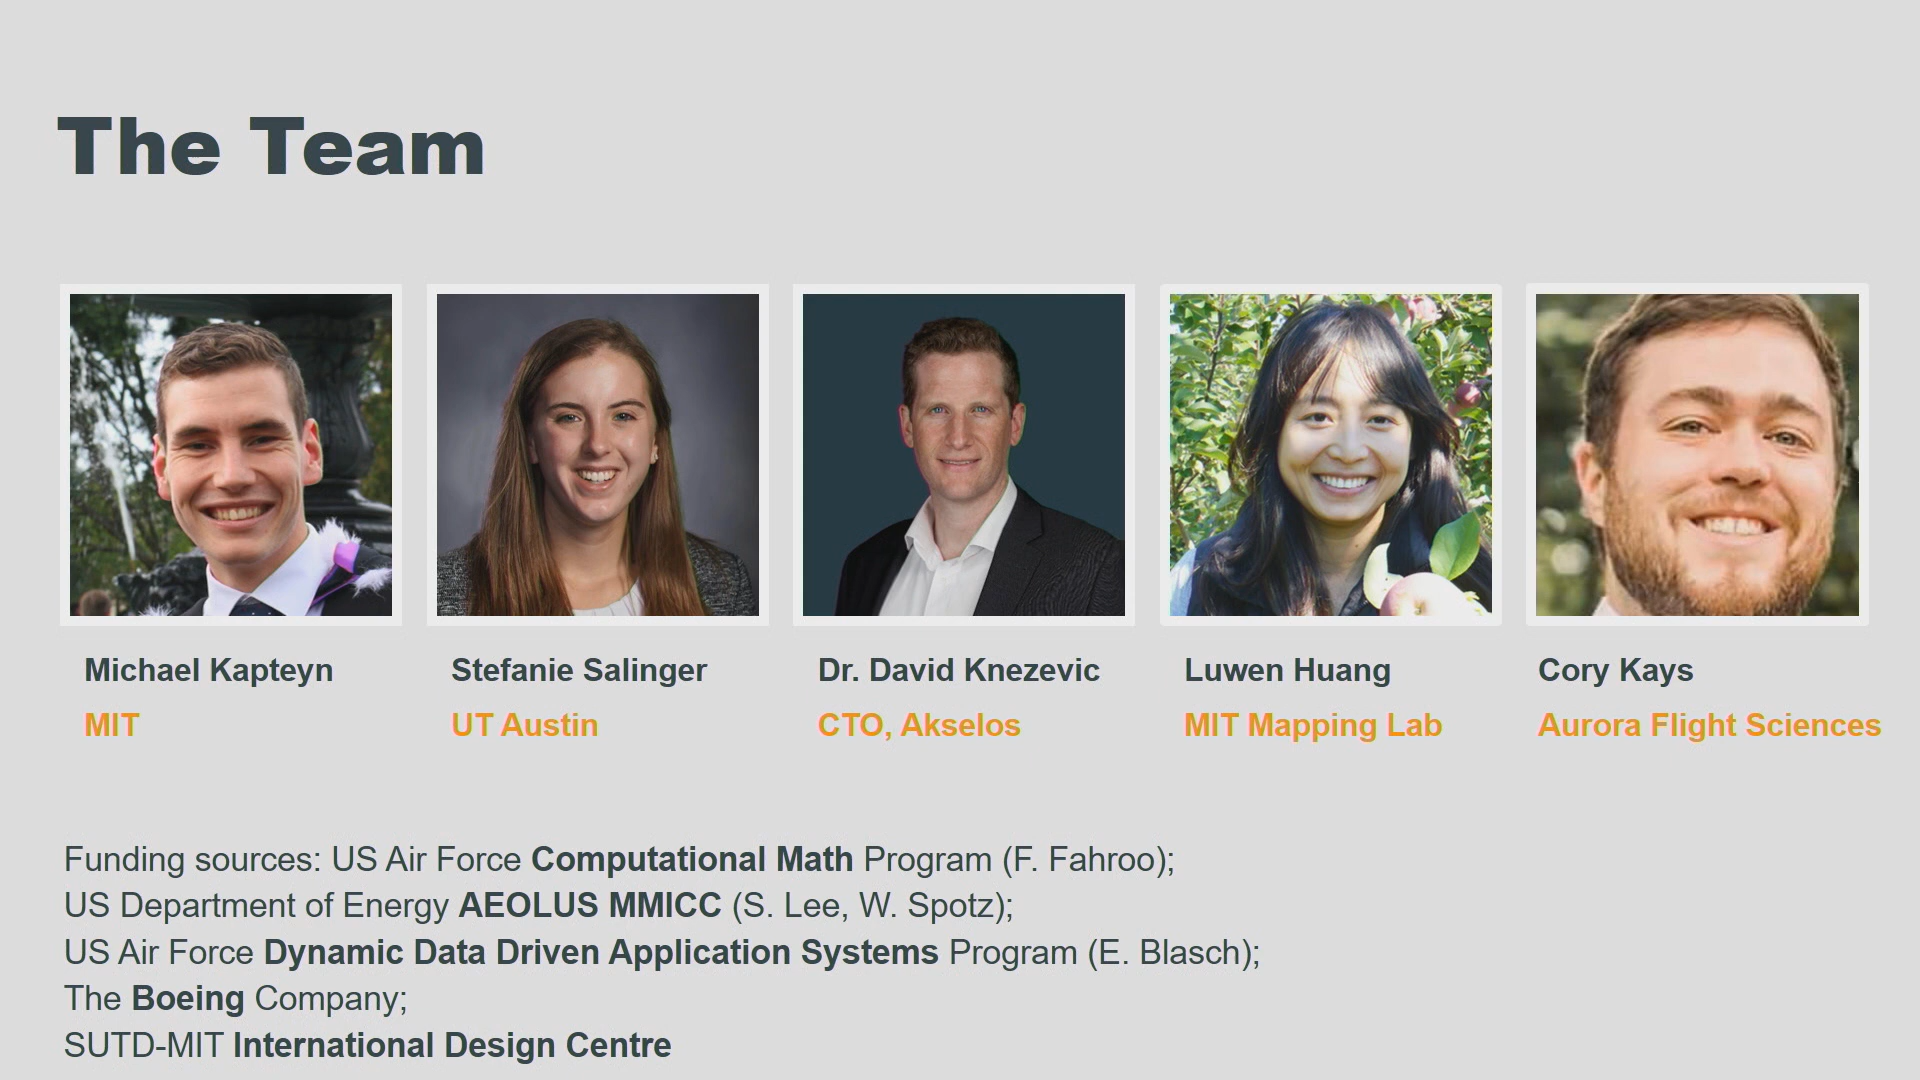 The Team
Michael Kapteyn
MIT
Stefanie Salinger
UT Austin
Dr. David Knezevic
CTO, Akselos
Luwen Huang
MIT Mapping Lab
Cory Kays
Aurora Flight Sciences
Funding sources: US Air Force Computational Math Program (F. Fahroo);
US Department of Energy AEOLUS MMICC (S. Lee, W. Spotz);
US Air Force Dynamic Data Driven Application Systems Program (E. Blasch);
The Boeing Company;
SUTD-MIT International Design Centre